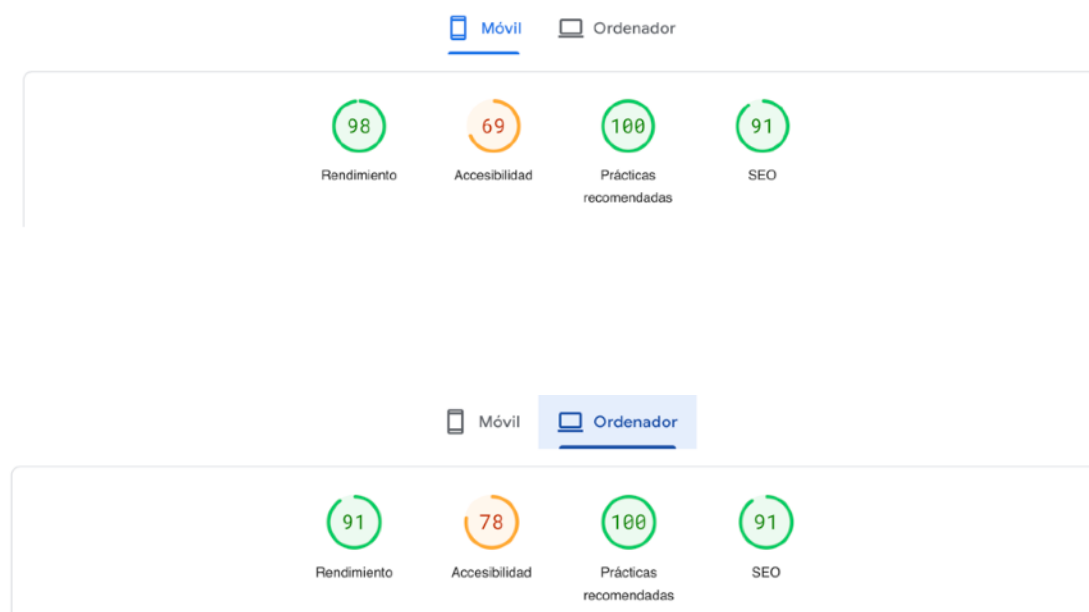 Móvil Ordenador
98 69 100 91
Rendimiento Accesibilidad Prácticas SEO
recomendadas
Móvil Ordenador
91 78 100 91
Rendimiento Accesibilidad Prácticas SEO
recomendadas